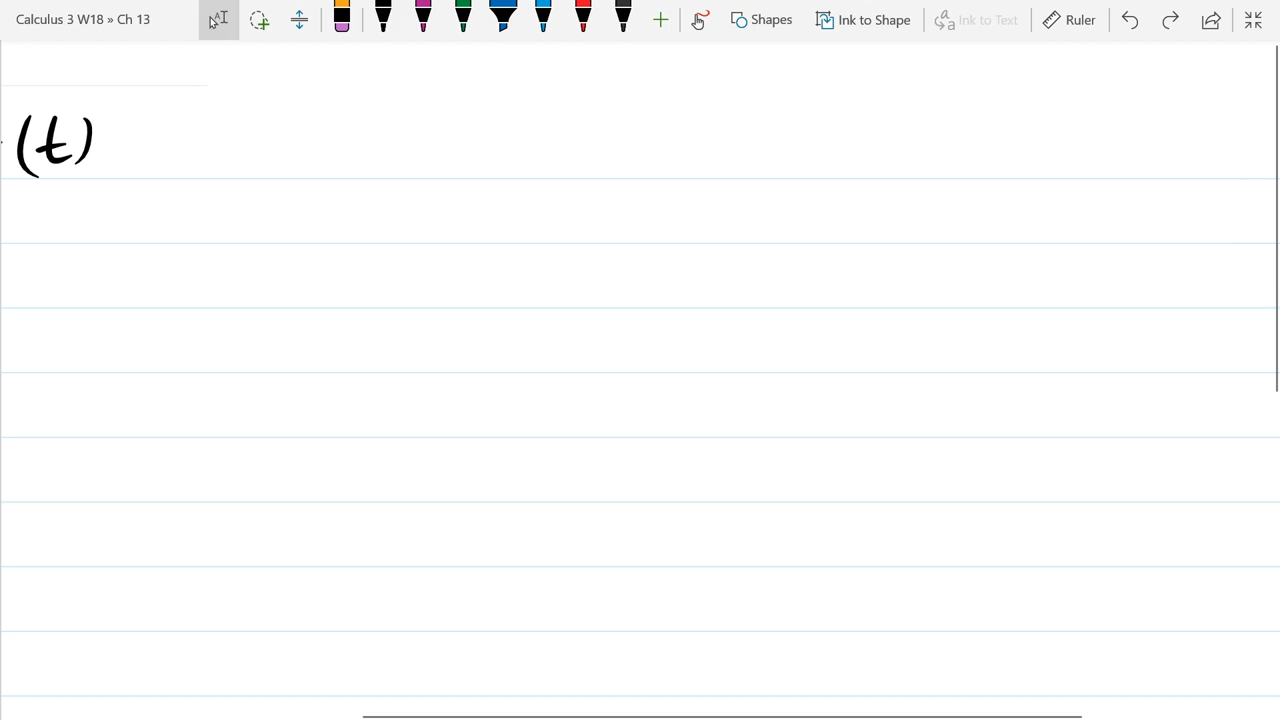 Calculus 3 W18 » Ch 13
Shapes
Ink to Shape
Ink to Text
Ruler
(t)